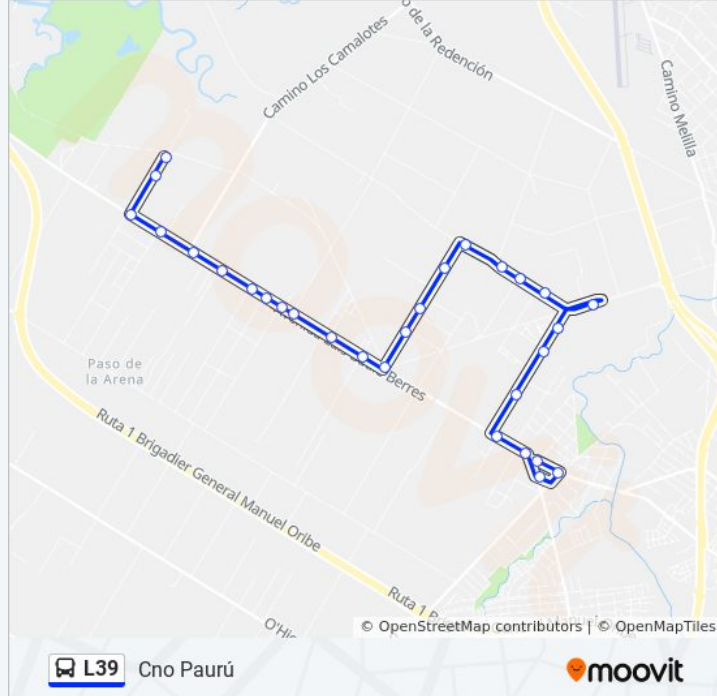 o de la Redención
Camino Los Camalotes
Camino Melilla
Paso de
la Arena
Berres
Ruta 1 Brigadier General Manuel Oribe
Ruta 1
O'Hi
© OpenStreetMap contributors | © OpenMapTiles
L39 Cno Paurú
moovit